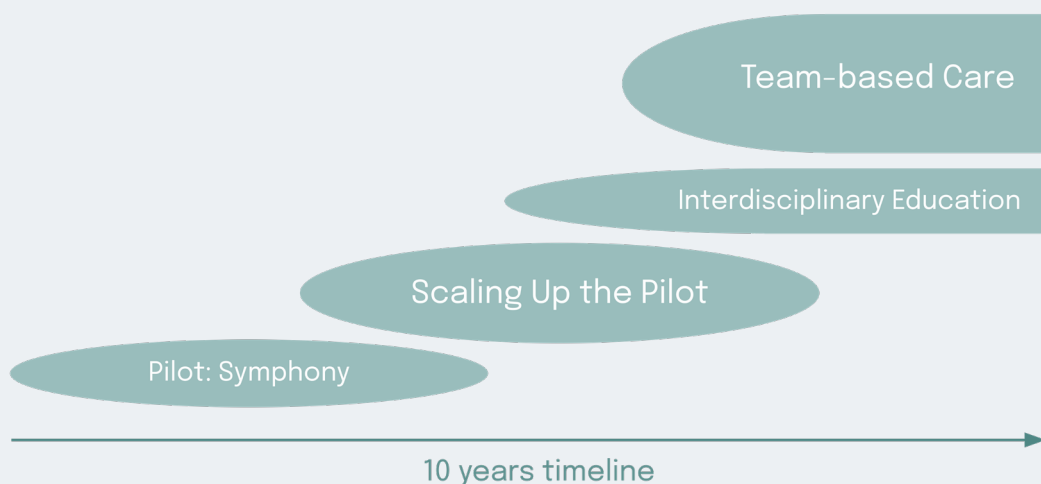 Team-based Care
Interdisciplinary Education
Scaling Up the Pilot
Pilot: Symphony
10 years timeline